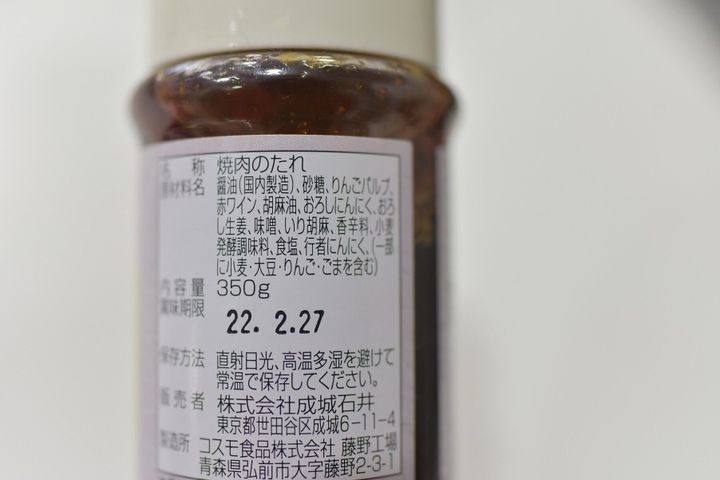 名 称 焼肉のたれ
原材料名 醤油(国内製造)、砂糖、りんごパルプ、
赤ワイン、胡麻油、おろしにんにく、おろ
し生姜、味噌、いり胡麻、香辛料、小麦
発酵調味料、食塩、行者にんにく、(一部
に小麦・大豆・りんご・ごまを含む)
内容量 350g
賞味期限 22. 2.27
保存方法 直射日光、高温多湿を避けて
常温で保存してください。
販売者 株式会社成城石井
東京都世田谷区成城6-11-4
製造所 コスモ食品株式会社 藤野工場
青森県弘前市大字藤野2-3-1